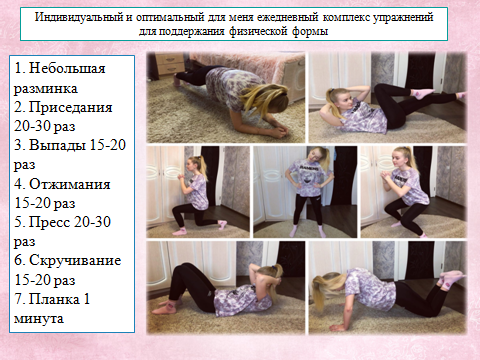 Индивидуальный и оптимальный для меня ежедневный комплекс упражнений
для поддержания физической формы
1. Небольшая
разминка
2. Приседания
20-30 раз
3. Выпады 15-20
раз
4. Отжимания
15-20 раз
5. Пресс 20-30
раз
6. Скручивание
15-20 раз
7. Планка 1
минута